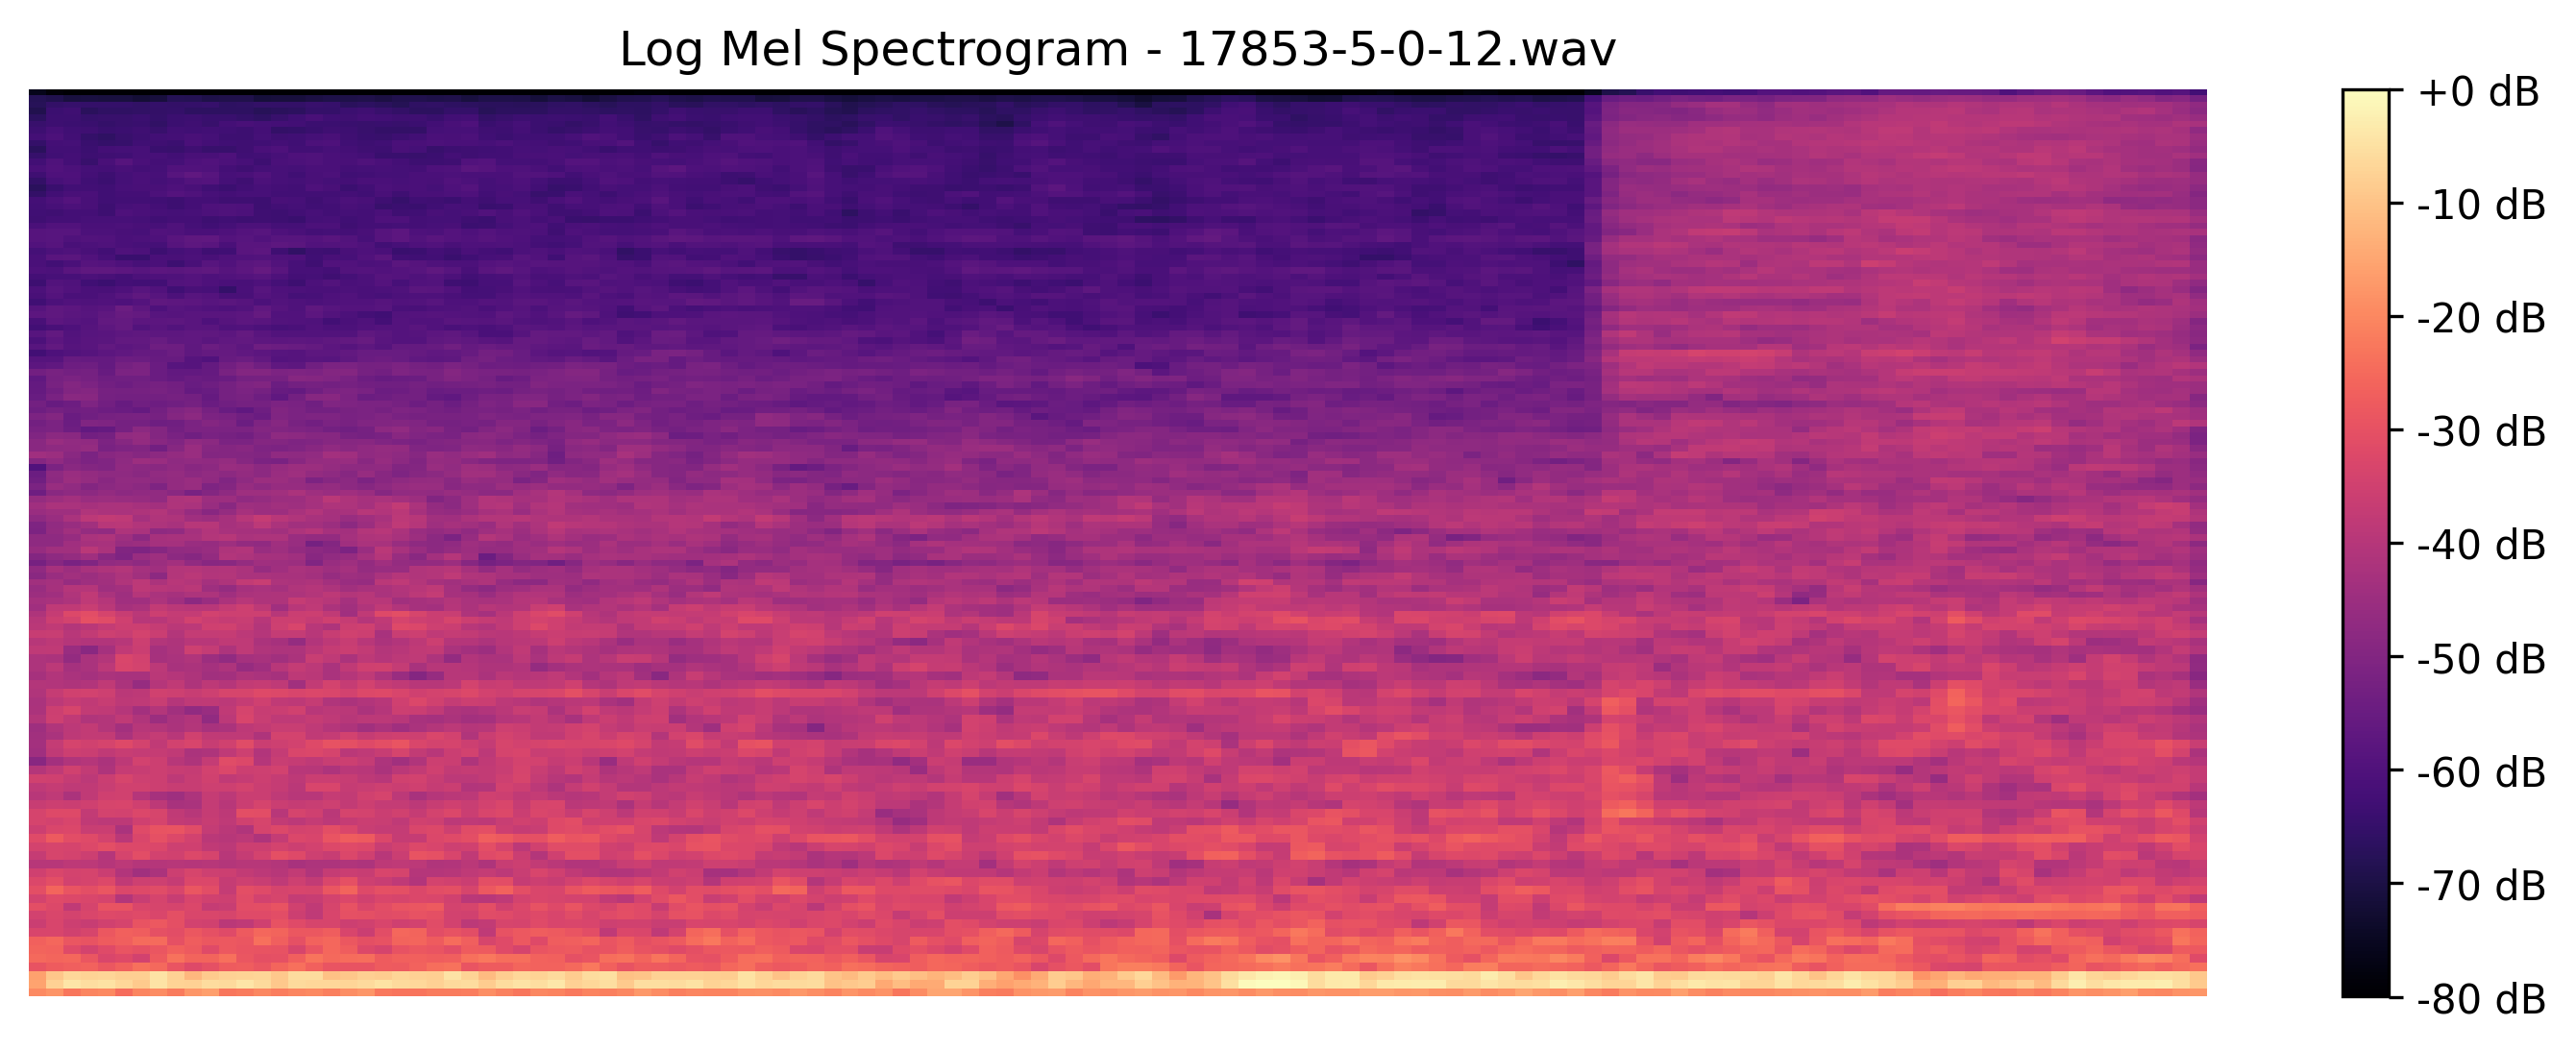 Log Mel Spectrogram - 17853-5-0-12.wav
+0 dB
-10 dB
-20 dB
-30 dB
-40 dB
-50 dB
-60 dB
-70 dB
-80 dB